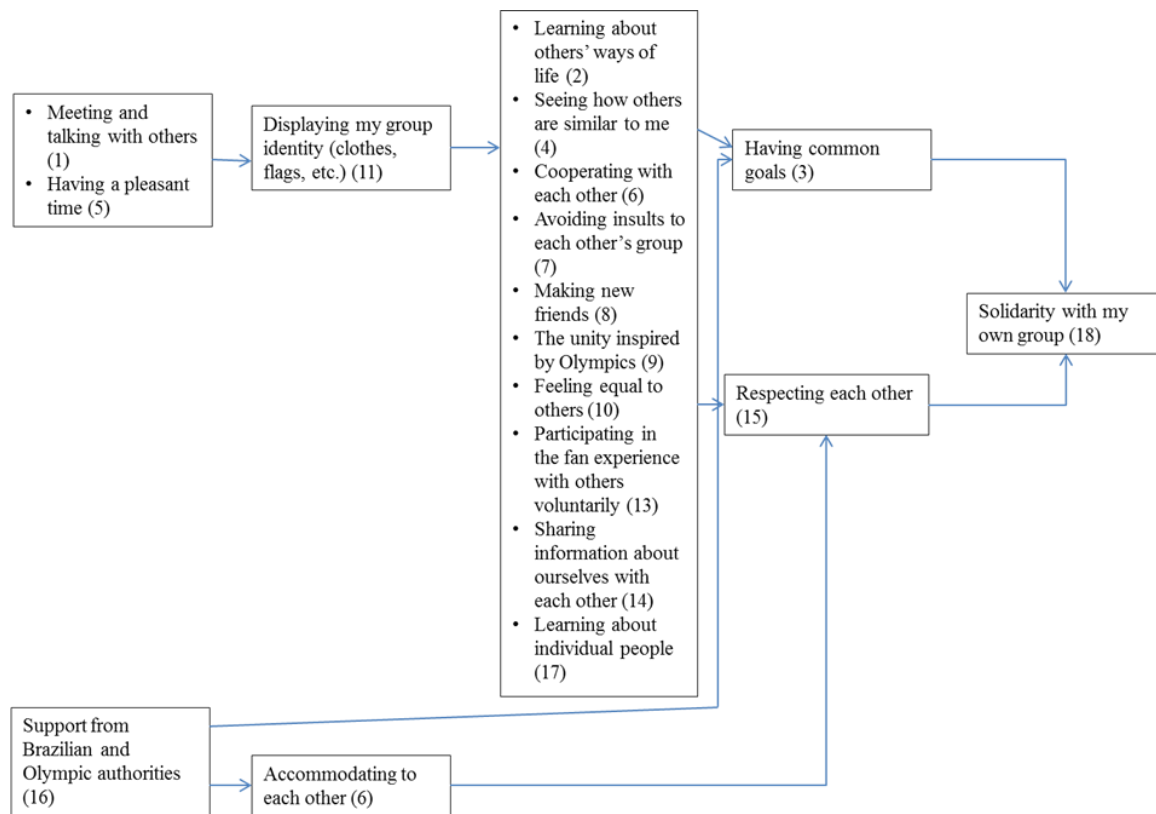 • Meeting and
talking with others
(1)
• Having a pleasant
time (5)
Displaying my group
identity (clothes,
flags, etc.) (11)
• Learning about
others’ ways of
life (2)
• Seeing how others
are similar to me
(4)
• Cooperating with
each other (6)
• Avoiding insults to
each other’s group
(7)
• Making new
friends (8)
• The unity inspired
by Olympics (9)
• Feeling equal to
others (10)
• Participating in
the fan experience
with others
voluntarily (13)
• Sharing
information about
ourselves with
each other (14)
• Learning about
individual people
(17)
Having common
goals (3)
Solidarity with my
own group (18)
Respecting each other
(15)
Support from
Brazilian and
Olympic authorities
(16)
Accommodating to
each other (6)